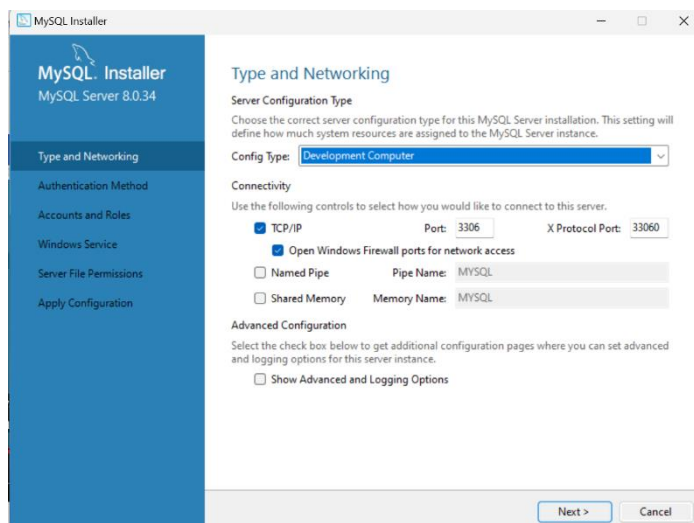 MySQL Installer
MySQL. Installer
MySQL Server 8.0.34
Type and Networking
Authentication Method
Accounts and Roles
Windows Service
Server File Permissions
Apply Configuration
Type and Networking
Server Configuration Type
Choose the correct server configuration type for this MySQL Server installation. This setting will
define how much system resources are assigned to the MySQL Server instance.
Config Type: Development Computer
Connectivity
Use the following controls to select how you would like to connect to this server.
TCP/IP Port: 3306 X Protocol Port: 33060
Open Windows Firewall ports for network access
Named Pipe Pipe Name: MYSQL
Shared Memory Memory Name: MYSQL
Advanced Configuration
Select the check box below to get additional configuration pages where you can set advanced
and logging options for this server instance.
Show Advanced and Logging Options
Next > Cancel